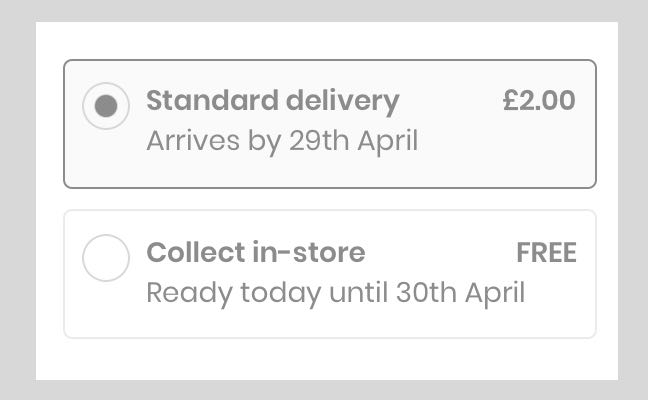 Standard delivery £2.00
Arrives by 29th April
Collect in-store FREE
Ready today until 30th April